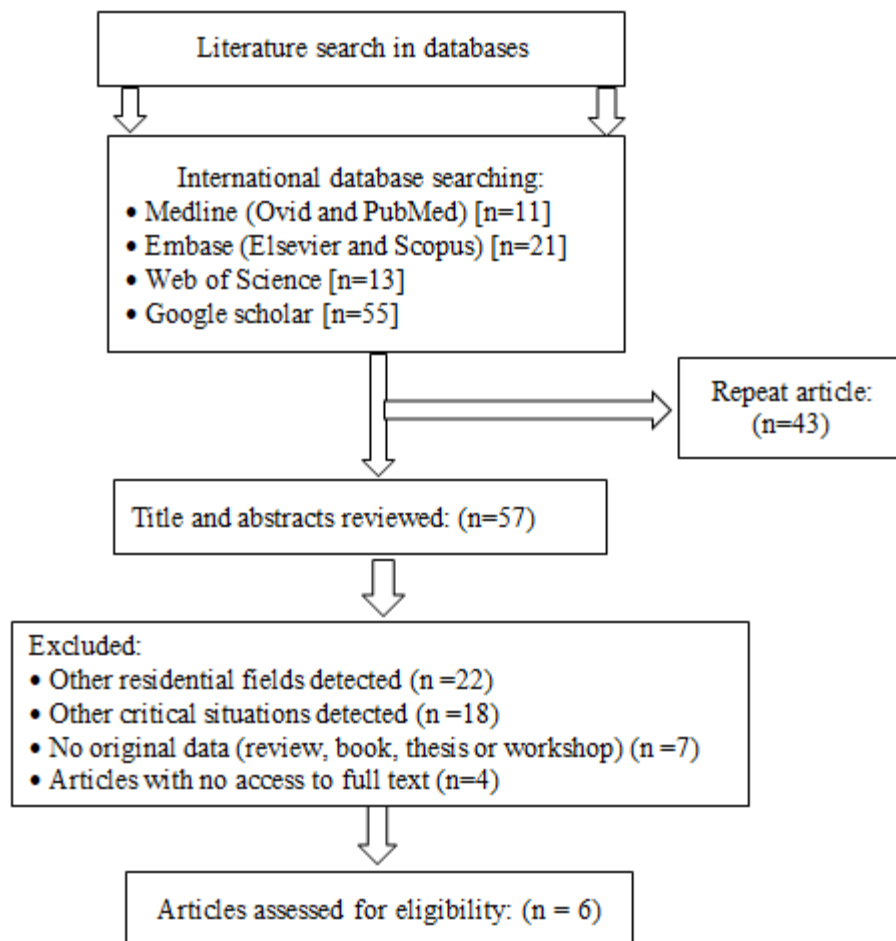 Literature search in databases
International database searching:
• Medline (Ovid and PubMed) [n=11]
• Embase (Elsevier and Scopus) [n=21]
• Web of Science [n=13]
• Google scholar [n=55]
Repeat article:
(n=43)
Title and abstracts reviewed: (n=57)
Excluded:
• Other residential fields detected (n =22)
• Other critical situations detected (n =18)
• No original data (review, book, thesis or workshop) (n =7)
• Articles with no access to full text (n=4)
Articles assessed for eligibility: (n = 6)